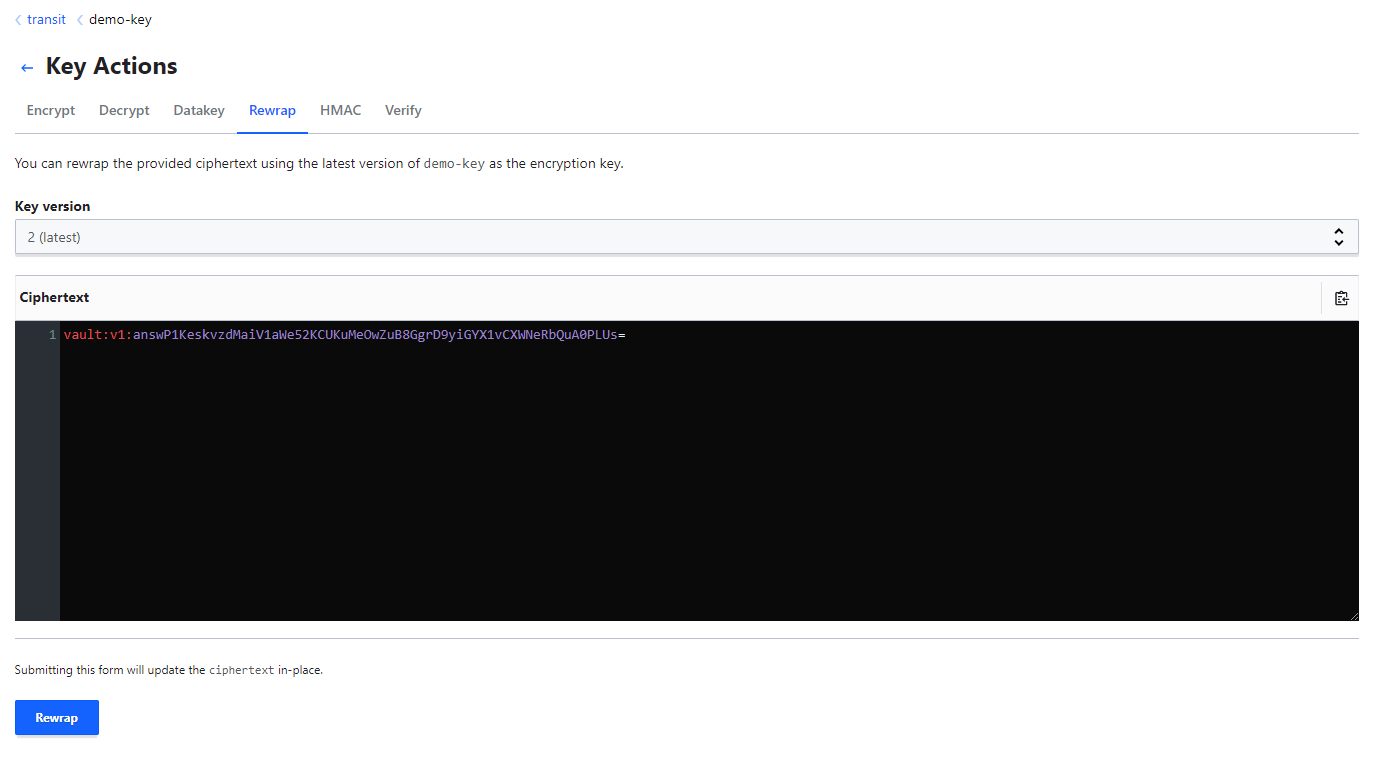 transit demo-key
Key Actions
Encrypt Decrypt Datakey Rewrap HMAC Verify
You can rewrap the provided ciphertext using the latest version of demo-key as the encryption key.
Key version
2 (latest)
Ciphertext
1 vault:v1:answP1KeskvzdMaiV1aWe52KCUKuMeOwZuB8GgrD9yiGYX1vCXWNeRbQuA0PLUs=
Submitting this form will update the ciphertext in-place.
Rewrap